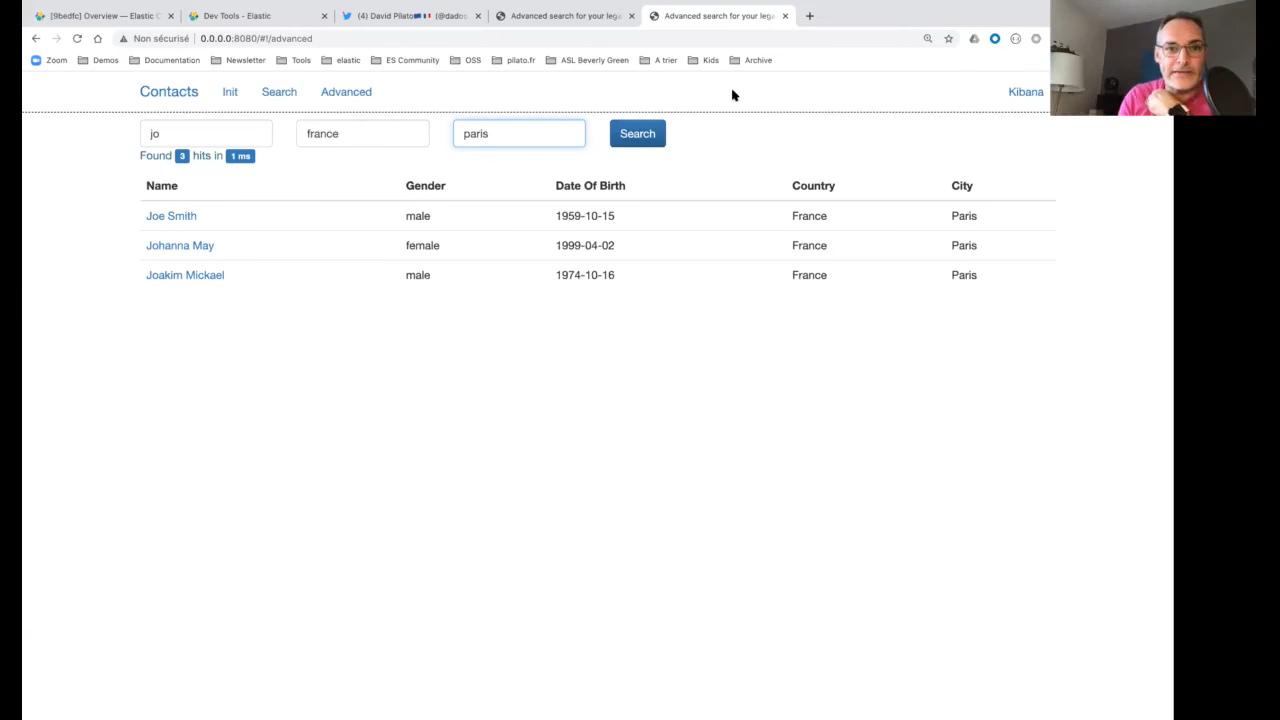 [9bedfc] Overview — Elastic C
Dev Tools - Elastic
(4) David Pilato🇪🇺🇫🇷 (@dados
Advanced search for your lega
Advanced search for your lega
Non sécurisé 0.0.0.0:8080/#!/advanced
Zoom Demos Documentation Newsletter Tools elastic ES Community OSS pilato.fr ASL Beverly Green A trier Kids Archive
Contacts Init Search Advanced Kibana
jo france paris Search
Found 3 hits in 1 ms
Name Gender Date Of Birth Country City
Joe Smith male 1959-10-15 France Paris
Johanna May female 1999-04-02 France Paris
Joakim Mickael male 1974-10-16 France Paris